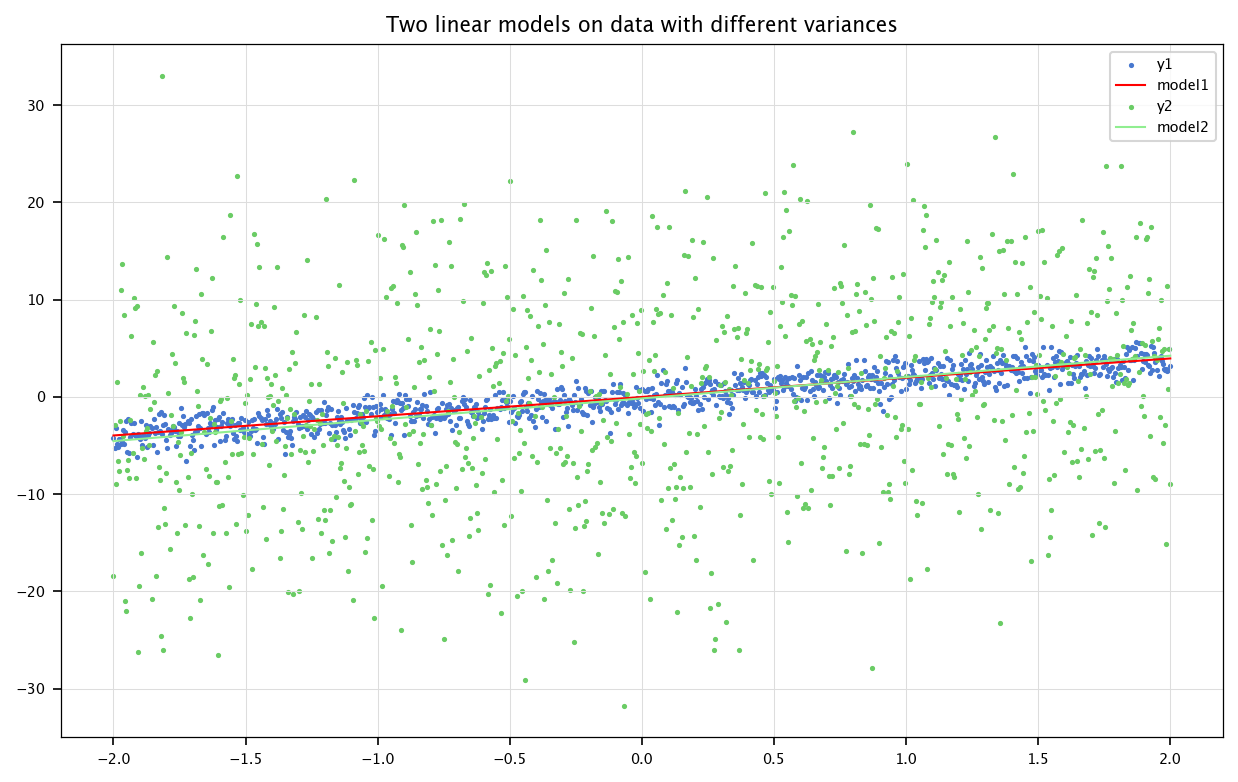 Two linear models on data with different variances
y1
model1
y2
model2
30
20
10
0
−10
−20
−30
−2.0 −1.5 −1.0 −0.5 0.0 0.5 1.0 1.5 2.0